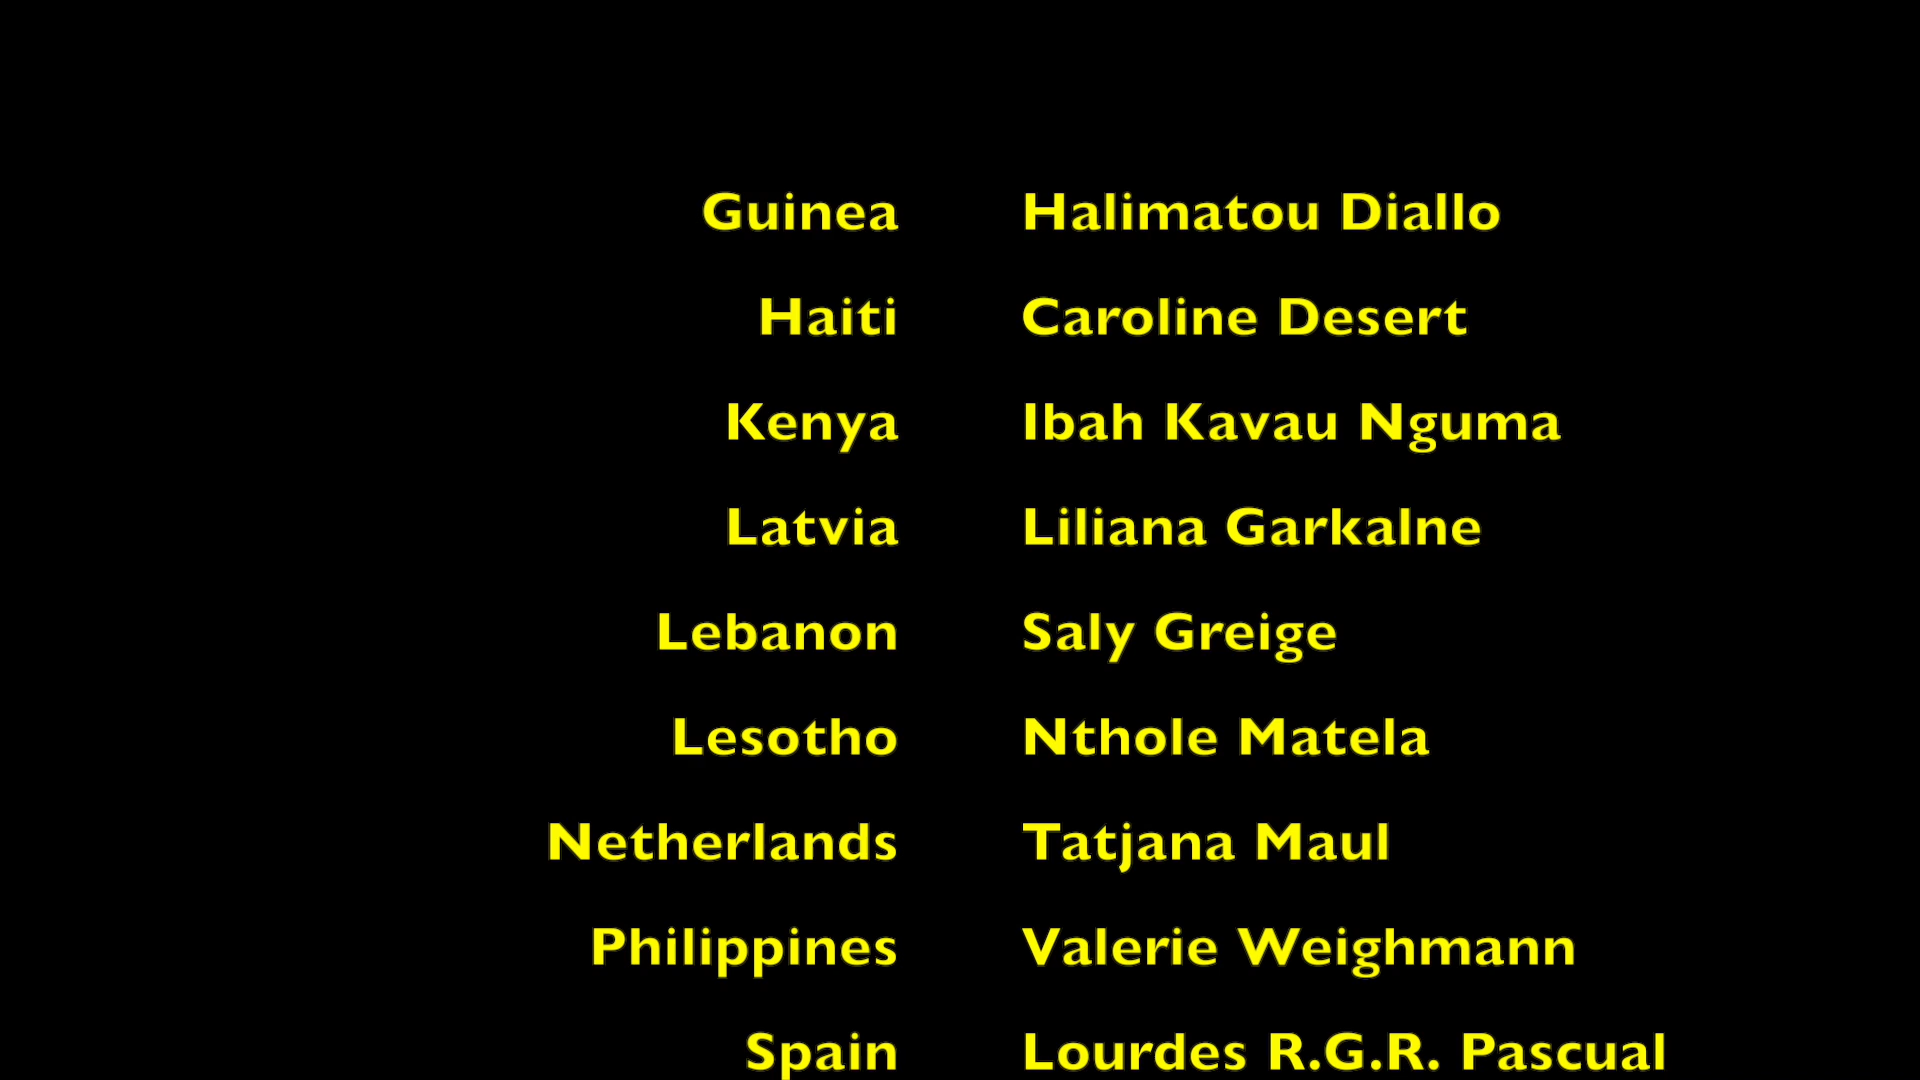 Guinea Halimatou Diallo
Haiti Caroline Desert
Kenya Ibah Kavau Nguma
Latvia Liliana Garkalne
Lebanon Saly Greige
Lesotho Nthole Matela
Netherlands Tatjana Maul
Philippines Valerie Weighmann
Spain Lourdes R.G.R. Pascual